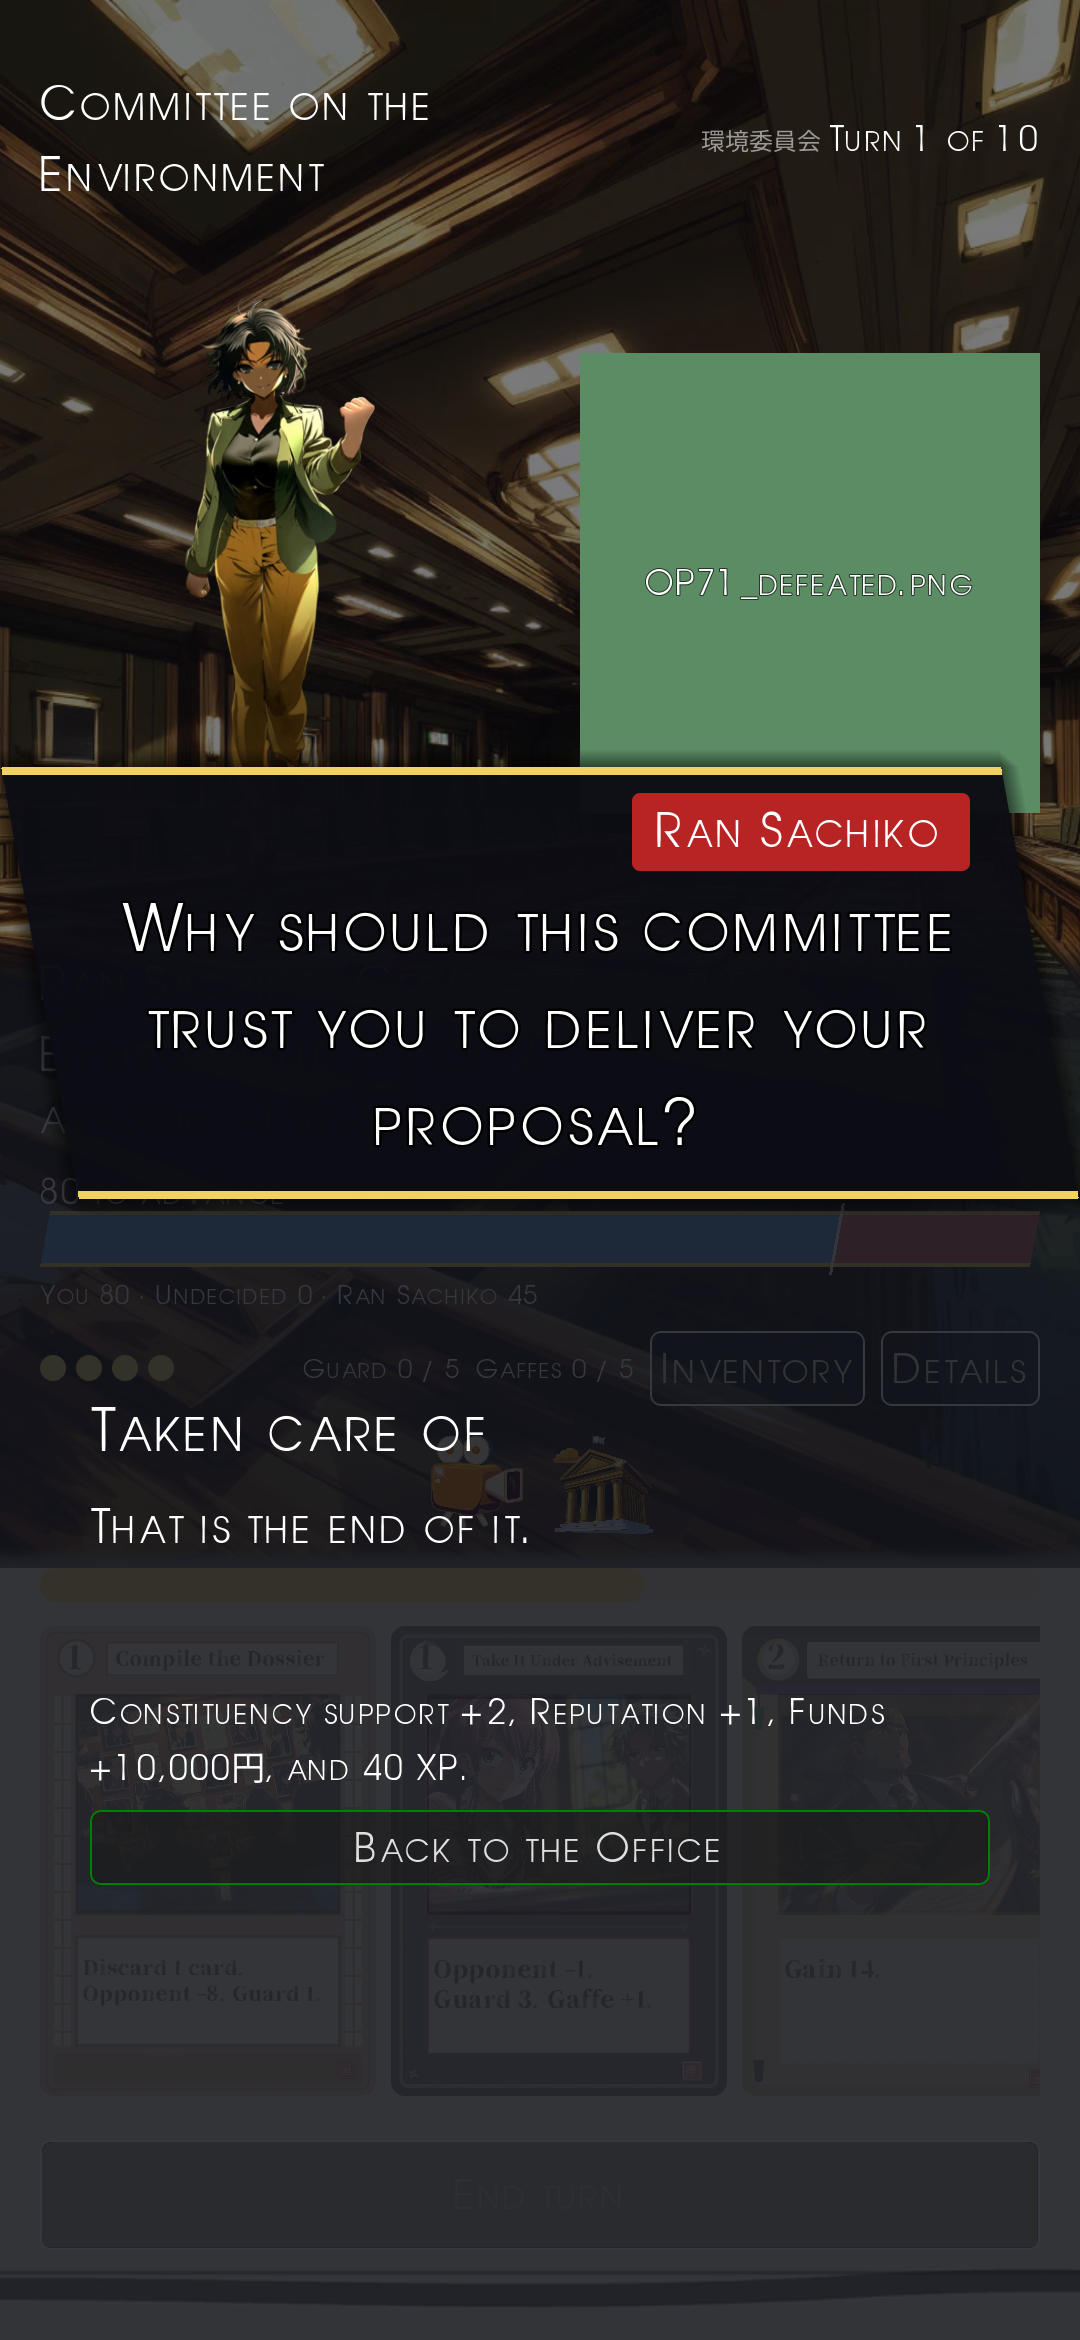 Committee on the
Environment
環境委員会 Turn 1 of 10
OP71_defeated.png
Ran Sachiko
Why should this committee
trust you to deliver your
proposal?
You 80 · Undecided 0 · Ran Sachiko 45
Guard 0 / 5 Gaffes 0 / 5
Inventory
Details
Taken care of
That is the end of it.
1 Compile the Dossier
1 Take It Under Advisement
2 Return to First Principles
Constituency support +2, Reputation +1, Funds
+10,000円, and 40 XP.
Back to the Office
Discard 1 card.
Opponent -8. Guard 1.
Opponent -1.
Guard 3. Gaffe +1.
Gain 14.
End turn